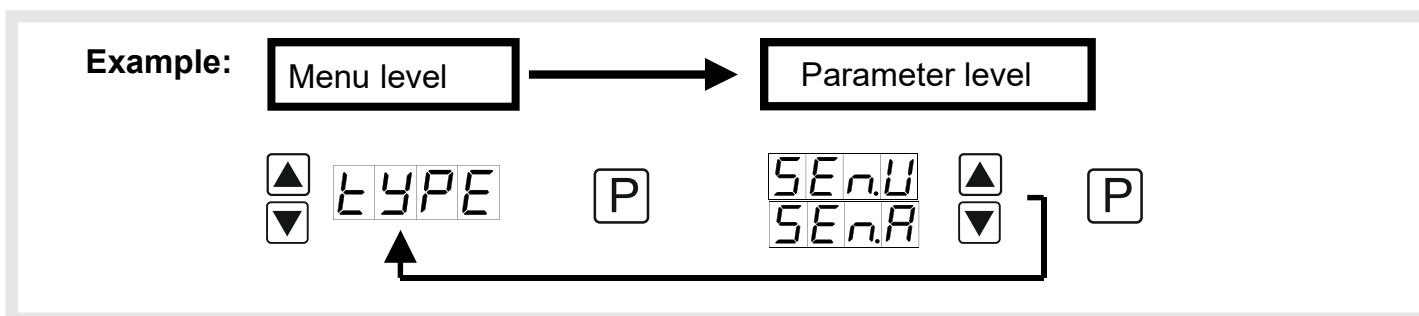 Example:
Menu level
Parameter level
tYPE
P
SEn.U
SEn.A
P